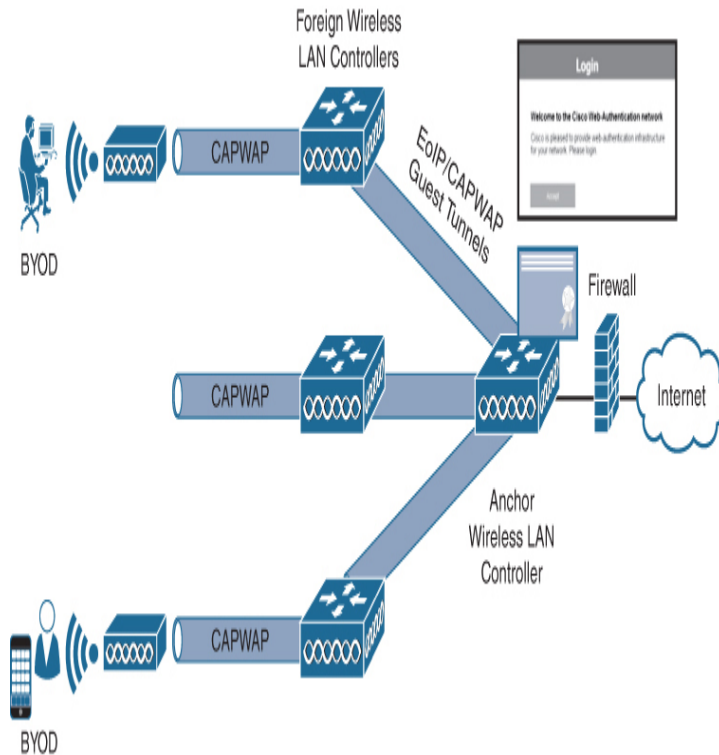 Foreign Wireless
LAN Controllers
Login
Welcome to the Cisco Web-Authentication network
Cisco is pleased to provide web-authentication infrastructure
for your network. Please login.
Accept
CAPWAP
EoIP/CAPWAP
Guest Tunnels
BYOD
Firewall
CAPWAP
Internet
Anchor
Wireless LAN
Controller
CAPWAP
BYOD